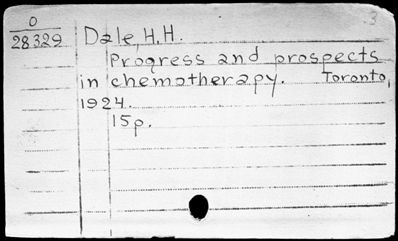 0
28329
Dale, H.H.
Progress and prospects
in chemotherapy. Toronto,
1924.
15p.
3